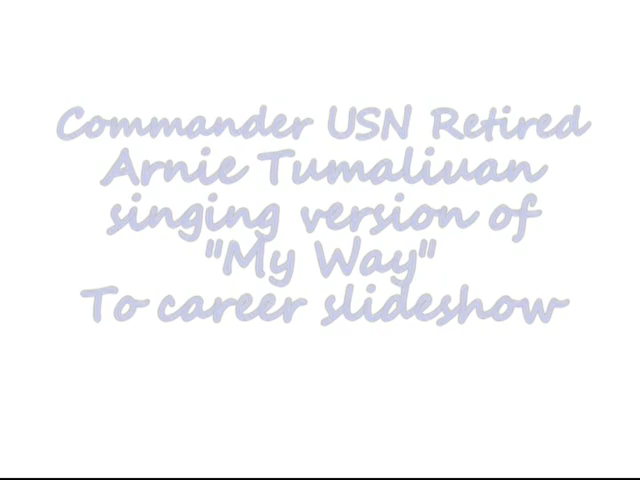 Commander USN Retired
Arnie Tumaliuan
singing version of
"My Way"
To career slideshow